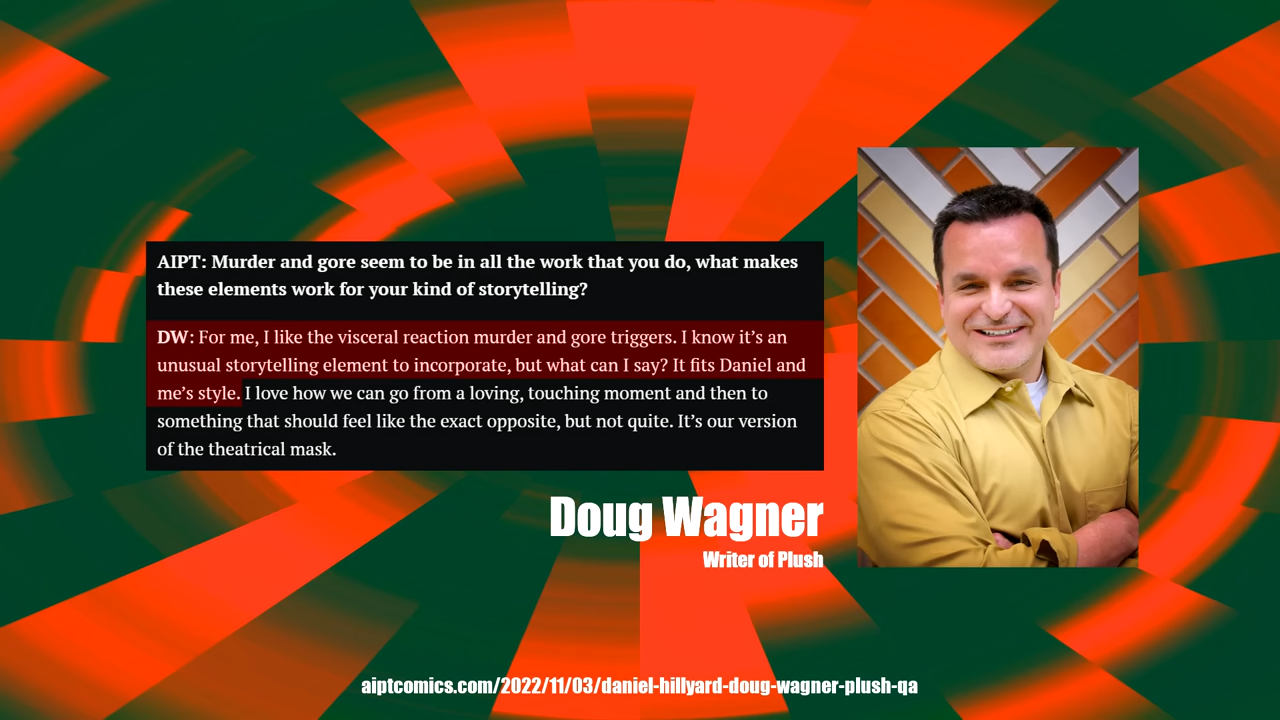 AIPT: Murder and gore seem to be in all the work that you do, what makes
these elements work for your kind of storytelling?
DW: For me, I like the visceral reaction murder and gore triggers. I know it’s an
unusual storytelling element to incorporate, but what can I say? It fits Daniel and
me’s style. I love how we can go from a loving, touching moment and then to
something that should feel like the exact opposite, but not quite. It’s our version
of the theatrical mask.
Doug Wagner
Writer of Plush
aiptcomics.com/2022/11/03/daniel-hillyard-doug-wagner-plush-qa